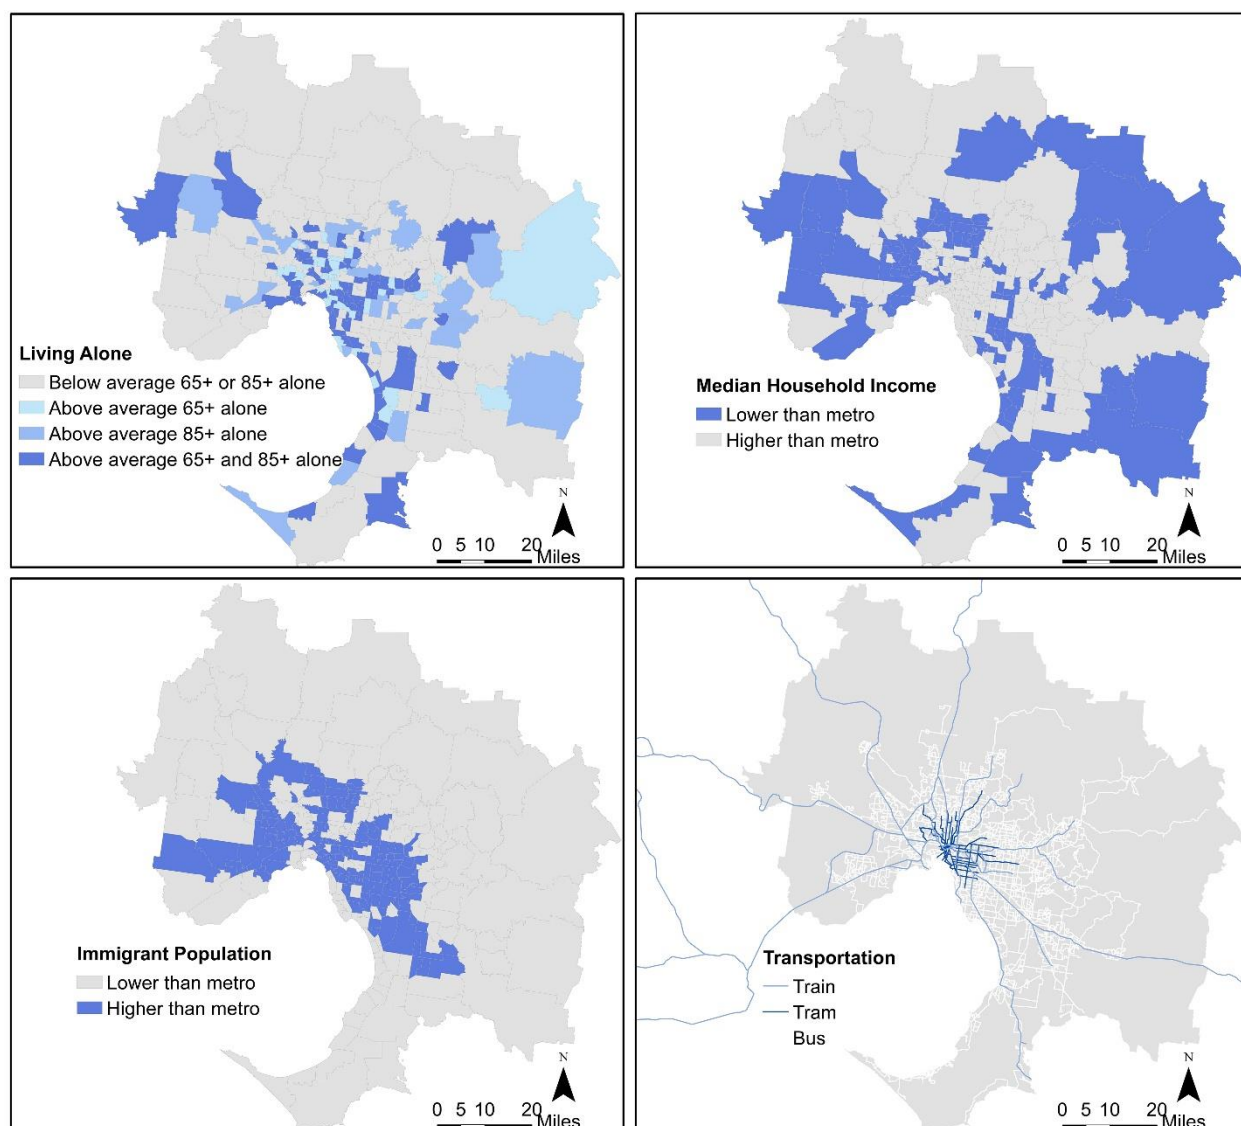 Living Alone
Below average 65+ or 85+ alone
Above average 65+ alone
Above average 85+ alone
Above average 65+ and 85+ alone
N
0 5 10 20
Miles
Median Household Income
Lower than metro
Higher than metro
N
0 5 10 20
Miles
Immigrant Population
Lower than metro
Higher than metro
N
0 5 10 20
Miles
Transportation
Train
Tram
Bus
N
0 5 10 20
Miles